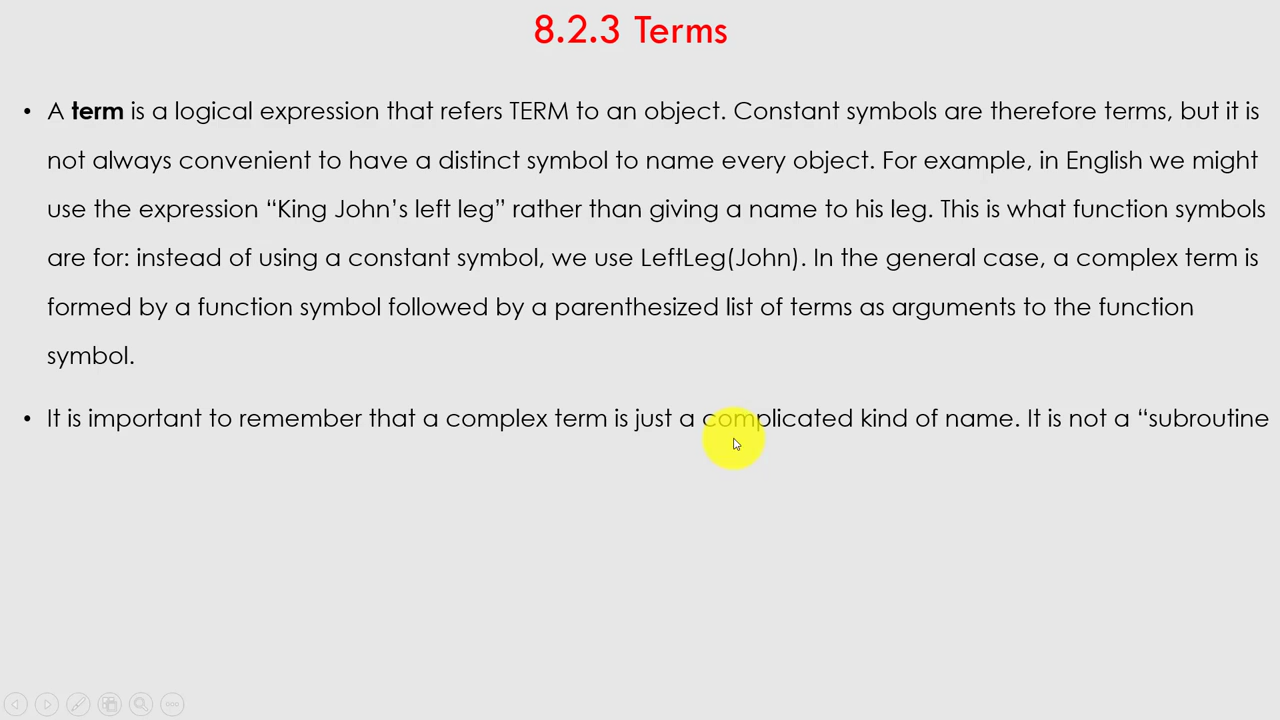 8.2.3 Terms
• A term is a logical expression that refers TERM to an object. Constant symbols are therefore terms, but it is
not always convenient to have a distinct symbol to name every object. For example, in English we might
use the expression “King John’s left leg” rather than giving a name to his leg. This is what function symbols
are for: instead of using a constant symbol, we use LeftLeg(John). In the general case, a complex term is
formed by a function symbol followed by a parenthesized list of terms as arguments to the function
symbol.
• It is important to remember that a complex term is just a complicated kind of name. It is not a “subroutine